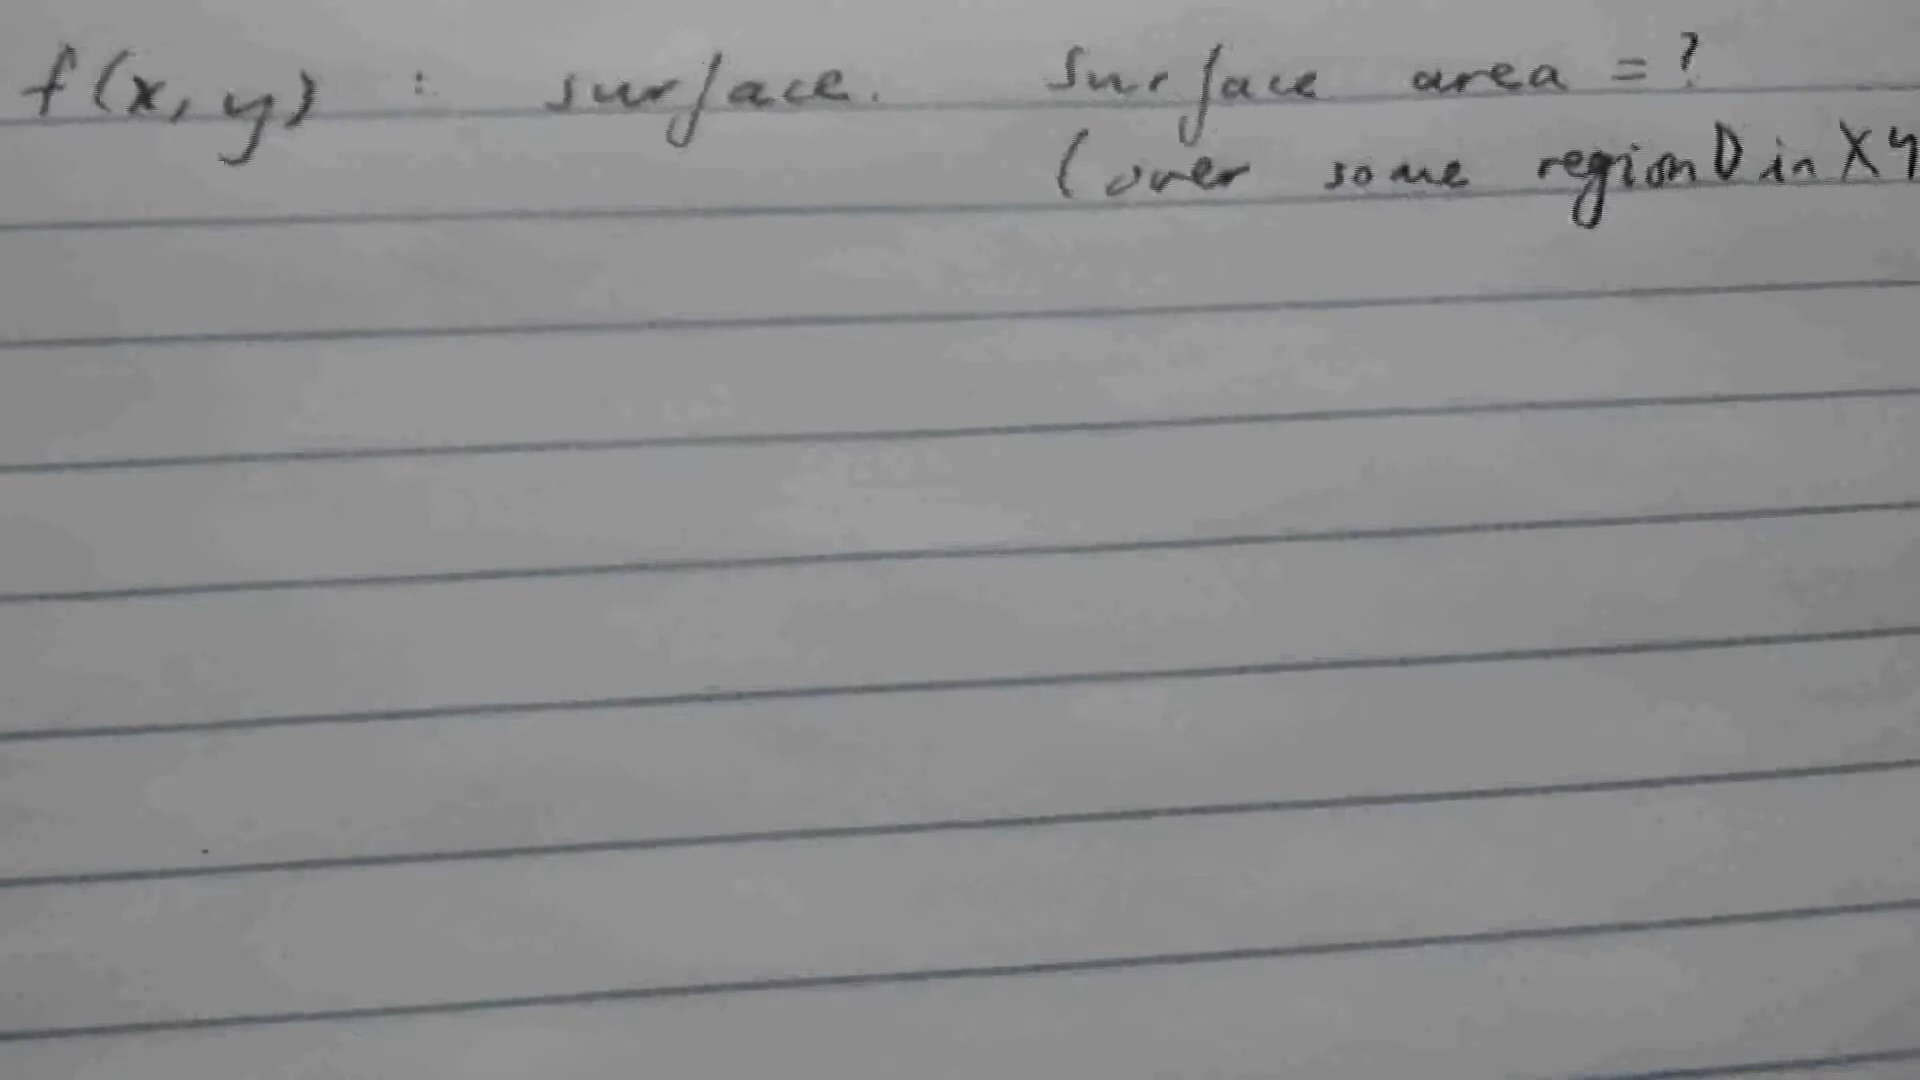 f(x, y) : surface. Surface area = ?
(over some region D in XY